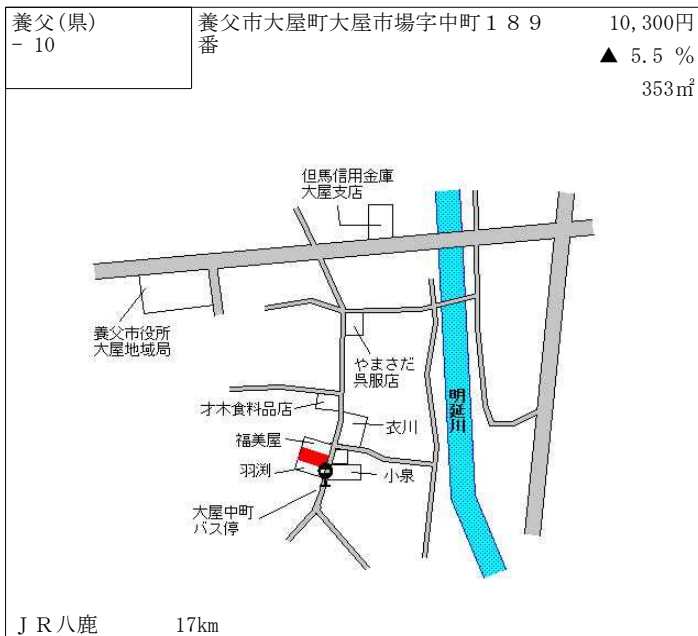 養父(県)
- 10
養父市大屋町大屋市場字中町１８９
番
10,300円
▲ 5.5 %
353㎡
但馬信用金庫
大屋支店
養父市役所
大屋地域局
やまさだ
呉服店
明延川
才木食料品店
衣川
福美屋
羽渕
小泉
大屋中町
バス停
ＪＲ八鹿 17km